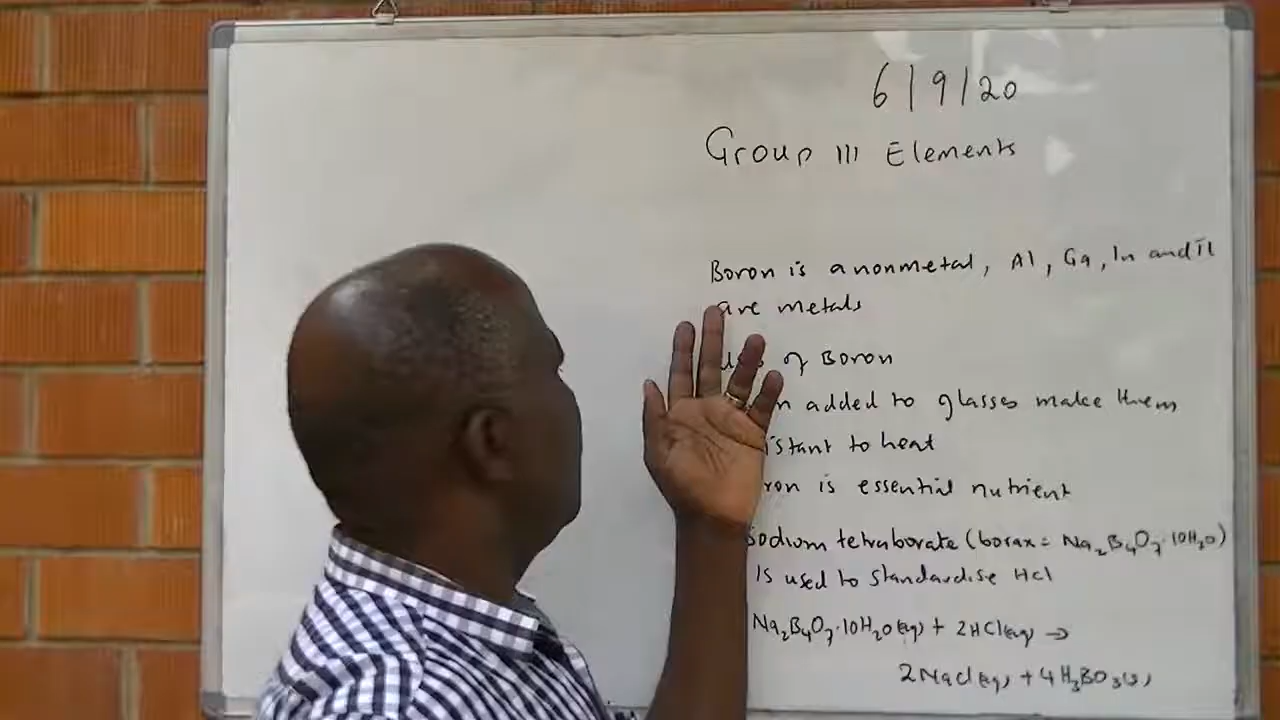 6/9/20
Group III Elements
Boron is a nonmetal, Al, Ga, In and Tl
are metals
of Boron
added to glasses make them
istant to heat
ron is essential nutrient
Sodium tetraborate (borax = Na₂B₄O₇·10H₂O)
Is used to standardise HCl
Na₂B₄O₇·10H₂O(aq) + 2HCl(aq) →
2NaCl(aq) + 4H₃BO₃(s)